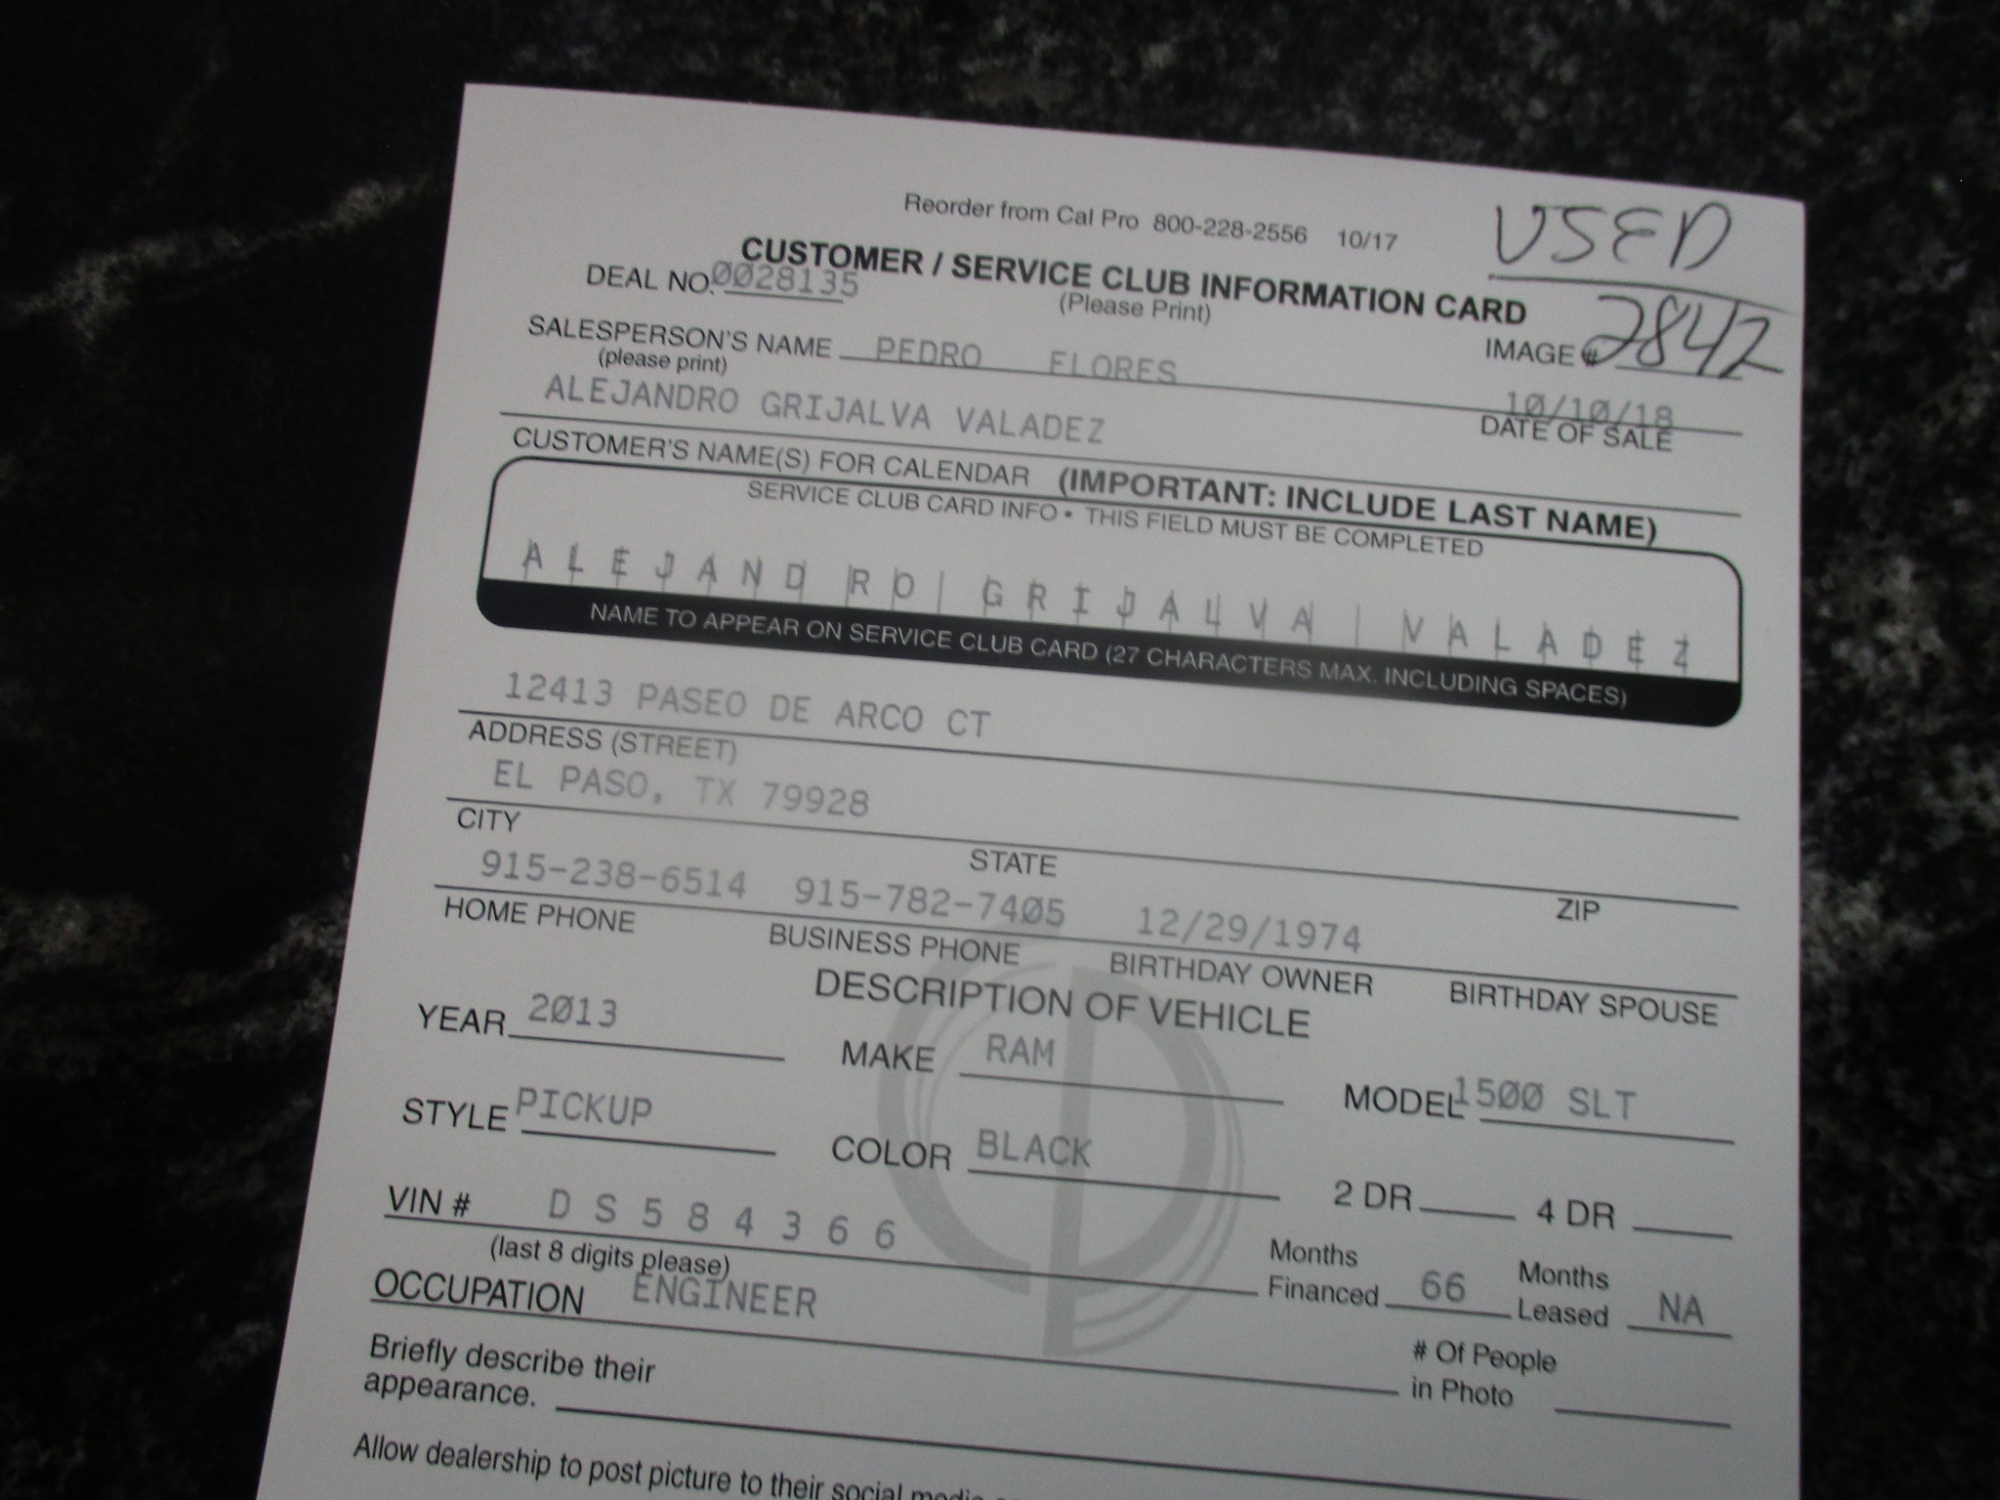 Reorder from Cal Pro 800-228-2556 10/17
USED
CUSTOMER / SERVICE CLUB INFORMATION CARD
DEAL NO. 0028135
(Please Print)
IMAGE # 2842
SALESPERSON'S NAME PEDRO FLORES
(please print)
10/10/18
DATE OF SALE
ALEJANDRO GRIJALVA VALADEZ
CUSTOMER'S NAME(S) FOR CALENDAR (IMPORTANT: INCLUDE LAST NAME)
SERVICE CLUB CARD INFO • THIS FIELD MUST BE COMPLETED
ALEJANDRO GRIJALVA VALADEZ
NAME TO APPEAR ON SERVICE CLUB CARD (27 CHARACTERS MAX. INCLUDING SPACES)
12413 PASEO DE ARCO CT
ADDRESS (STREET)
EL PASO, TX 79928
CITY STATE ZIP
915-238-6514 915-782-7405 12/29/1974
HOME PHONE BUSINESS PHONE BIRTHDAY OWNER BIRTHDAY SPOUSE
DESCRIPTION OF VEHICLE
YEAR 2013 MAKE RAM MODEL 1500 SLT
STYLE PICKUP COLOR BLACK 2 DR 4 DR
VIN # D S 5 8 4 3 6 6
(last 8 digits please)
Months Financed 66 Months Leased NA
OCCUPATION ENGINEER
# Of People in Photo
Briefly describe their
appearance.
Allow dealership to post picture to their social